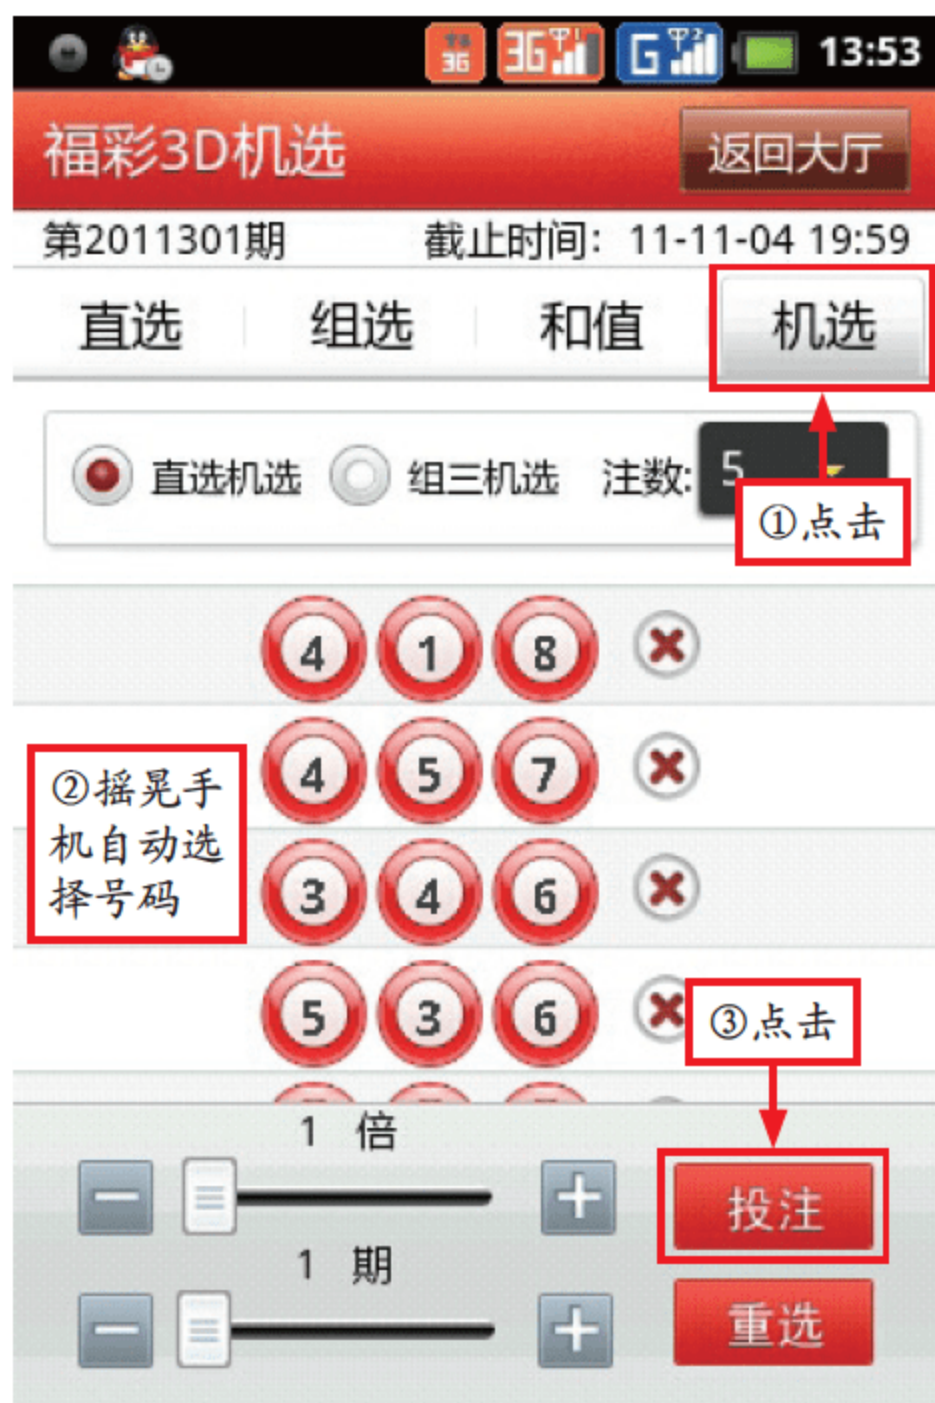 3G 3G 1 G 2 13:53
福彩3D机选 返回大厅
第2011301期 截止时间：11-11-04 19:59
直选 组选 和值 机选
直选机选 组三机选 注数: 5
①点击
4 1 8
4 5 7
②摇晃手
机自动选
择号码
3 4 6
5 3 6
③点击
1 倍
投注
1 期
重选